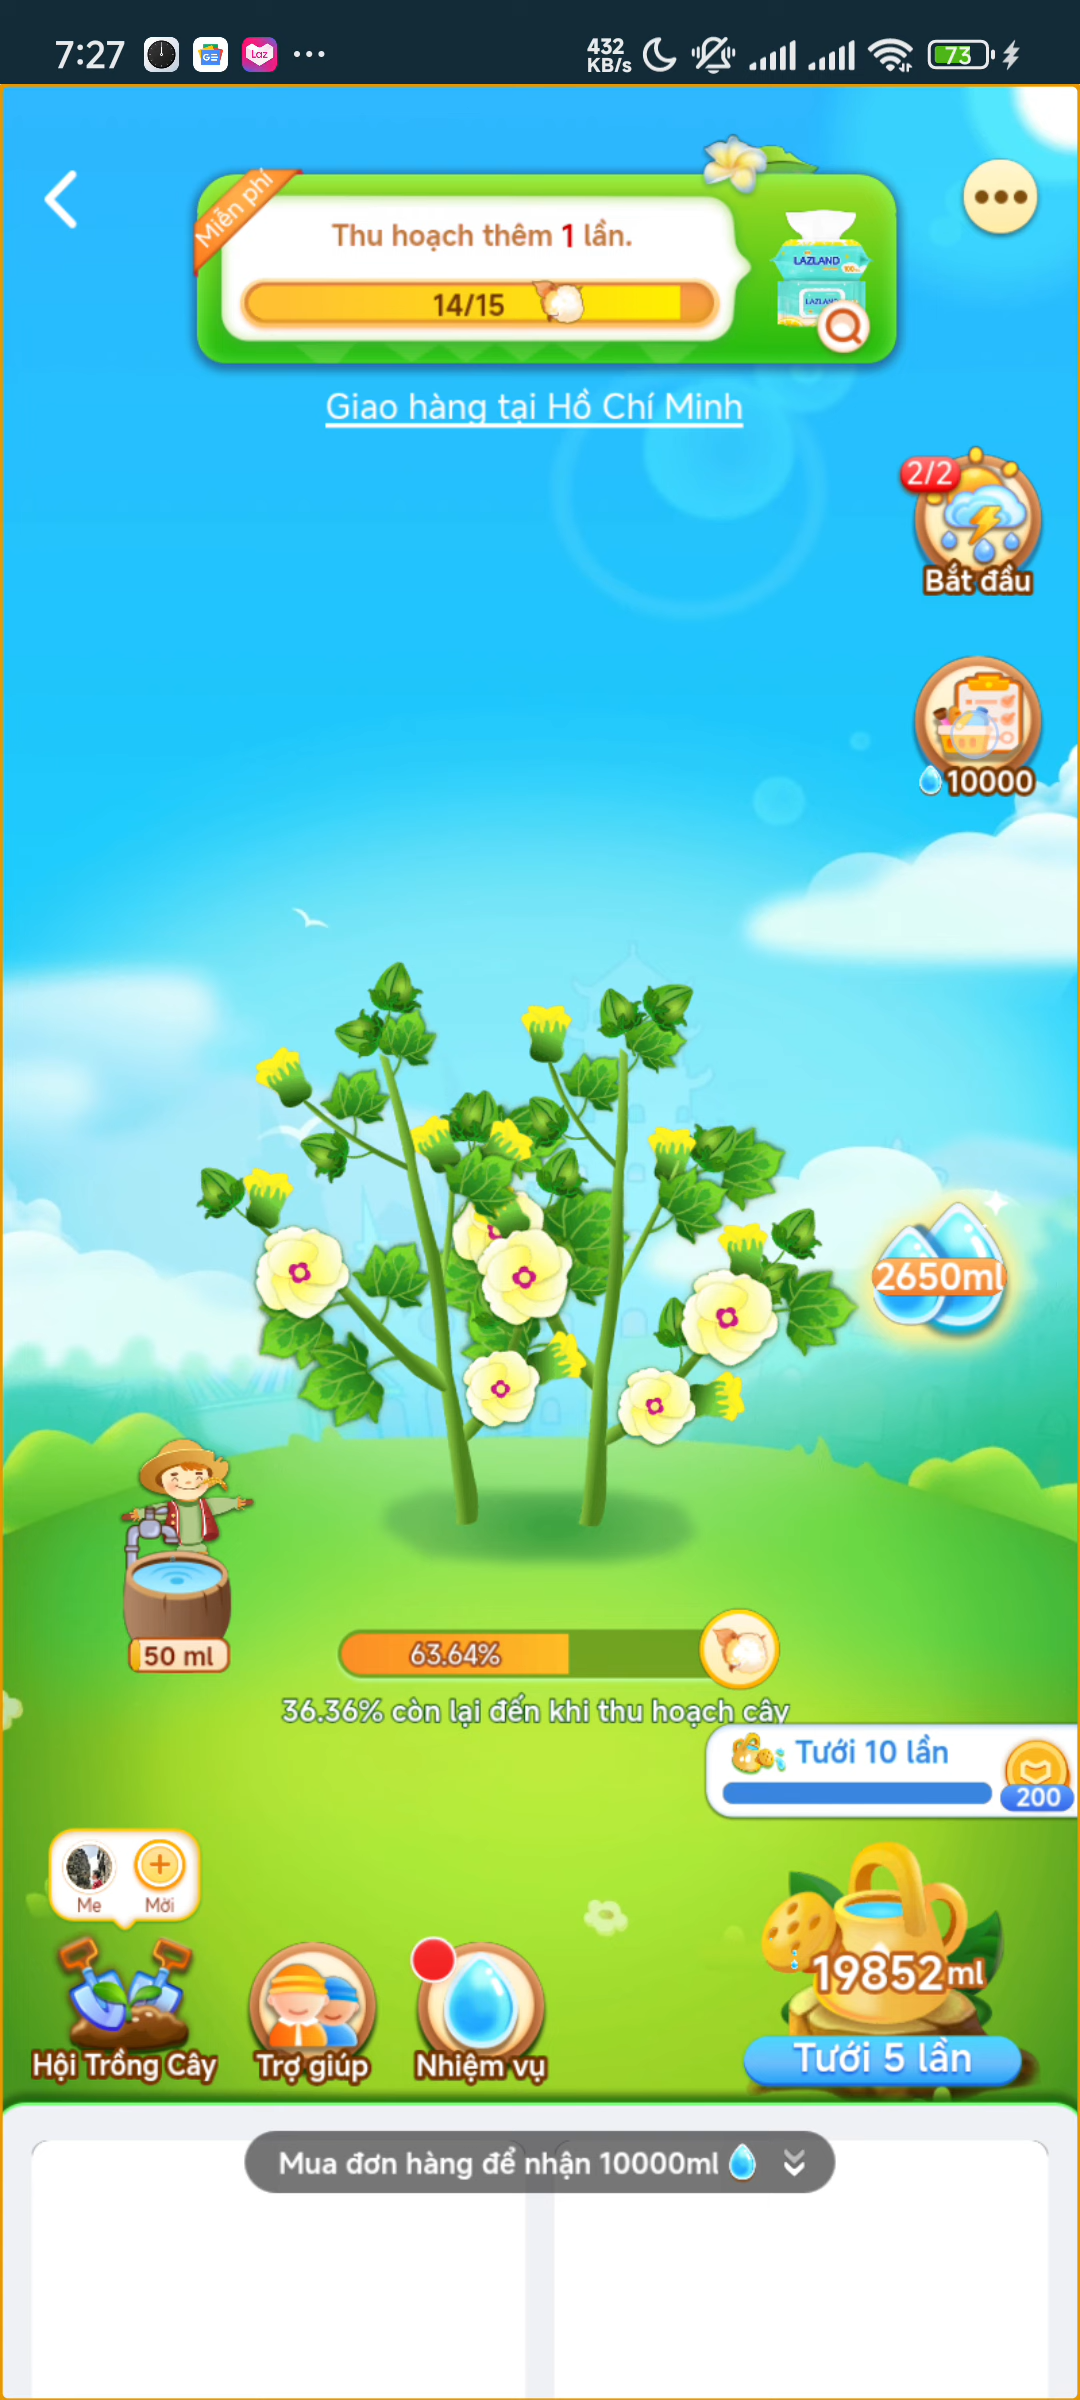 7:27
GE
Laz
432
KB/s
73
Miễn phí
Thu hoạch thêm 1 lần.
14/15
LAZLAND
Giao hàng tại Hồ Chí Minh
2/2
Bắt đầu
10000
2650ml
50 ml
63.64%
36.36% còn lại đến khi thu hoạch cây
Tưới 10 lần
200
Me
Mời
19852ml
Hội Trồng Cây
Trợ giúp
Nhiệm vụ
Tưới 5 lần
Mua đơn hàng để nhận 10000ml